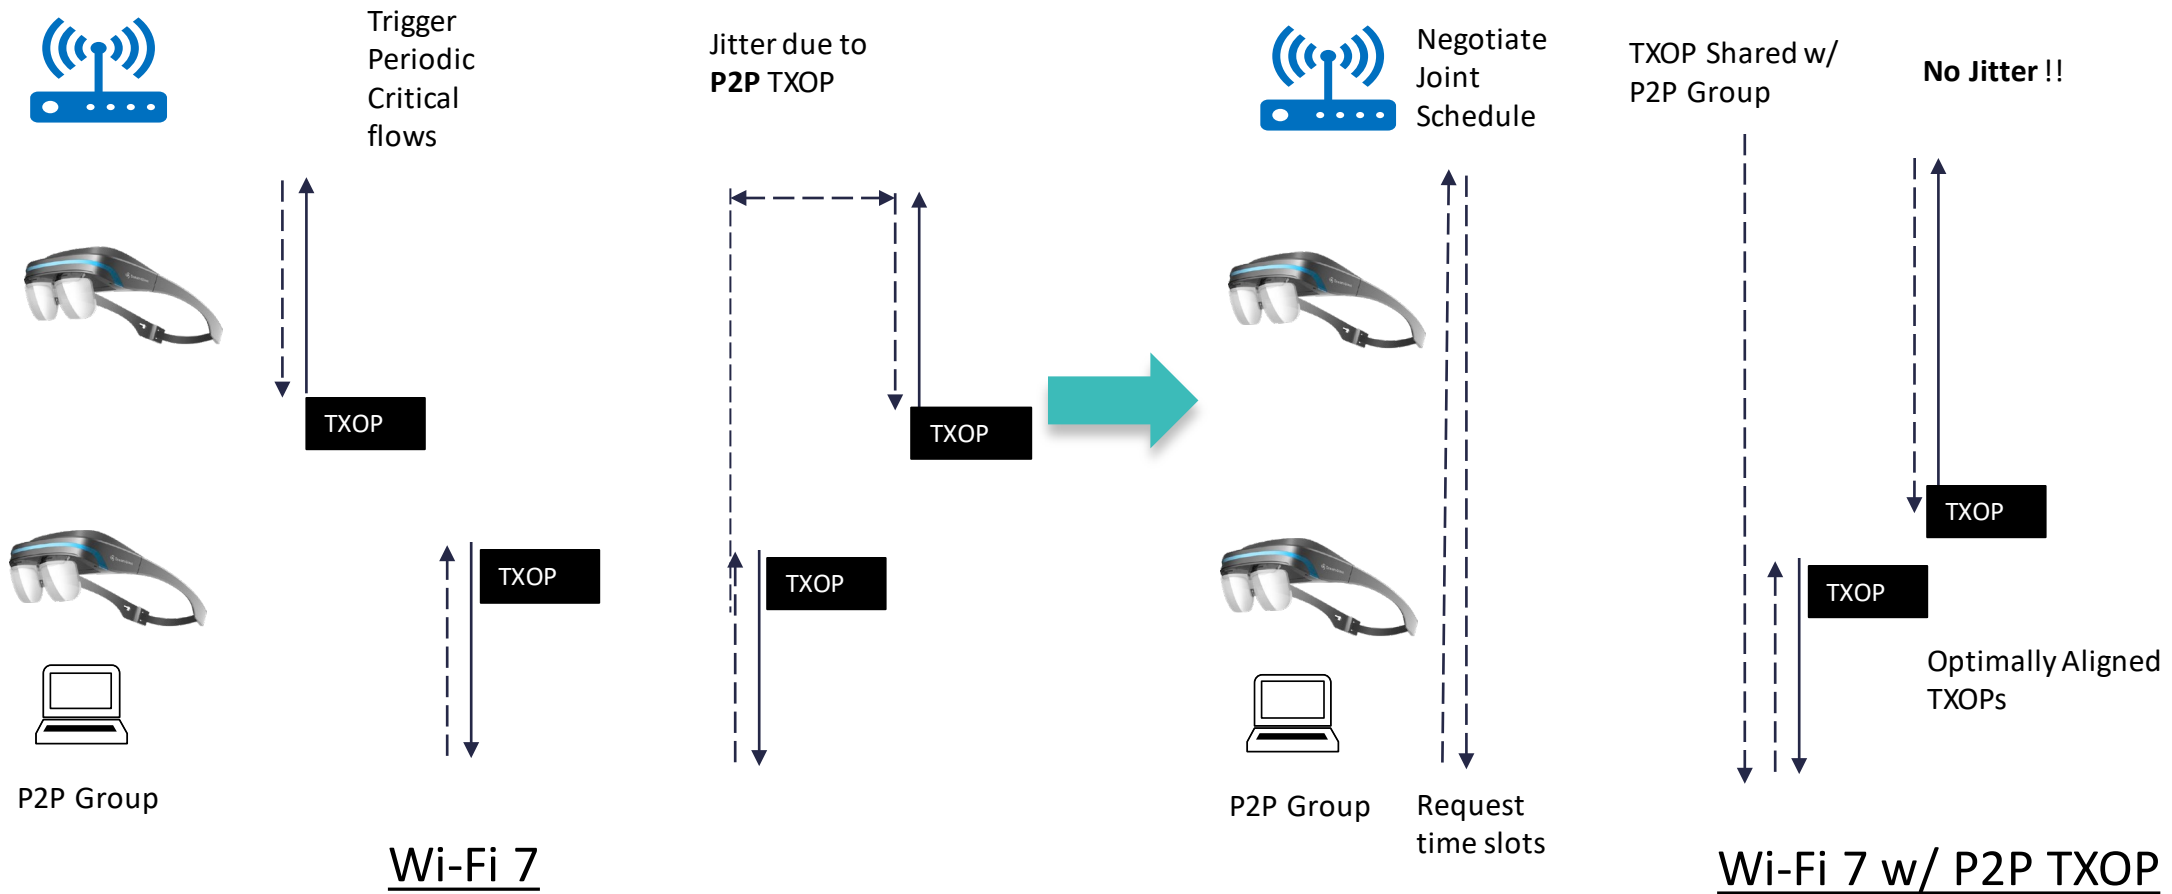 Trigger
Periodic
Critical
flows
Jitter due to
P2P TXOP
TXOP
TXOP
TXOP
TXOP
P2P Group
Wi-Fi 7
Negotiate
Joint
Schedule
TXOP Shared w/
P2P Group
No Jitter !!
TXOP
TXOP
Optimally Aligned
TXOPs
P2P Group
Request
time slots
Wi-Fi 7 w/ P2P TXOP